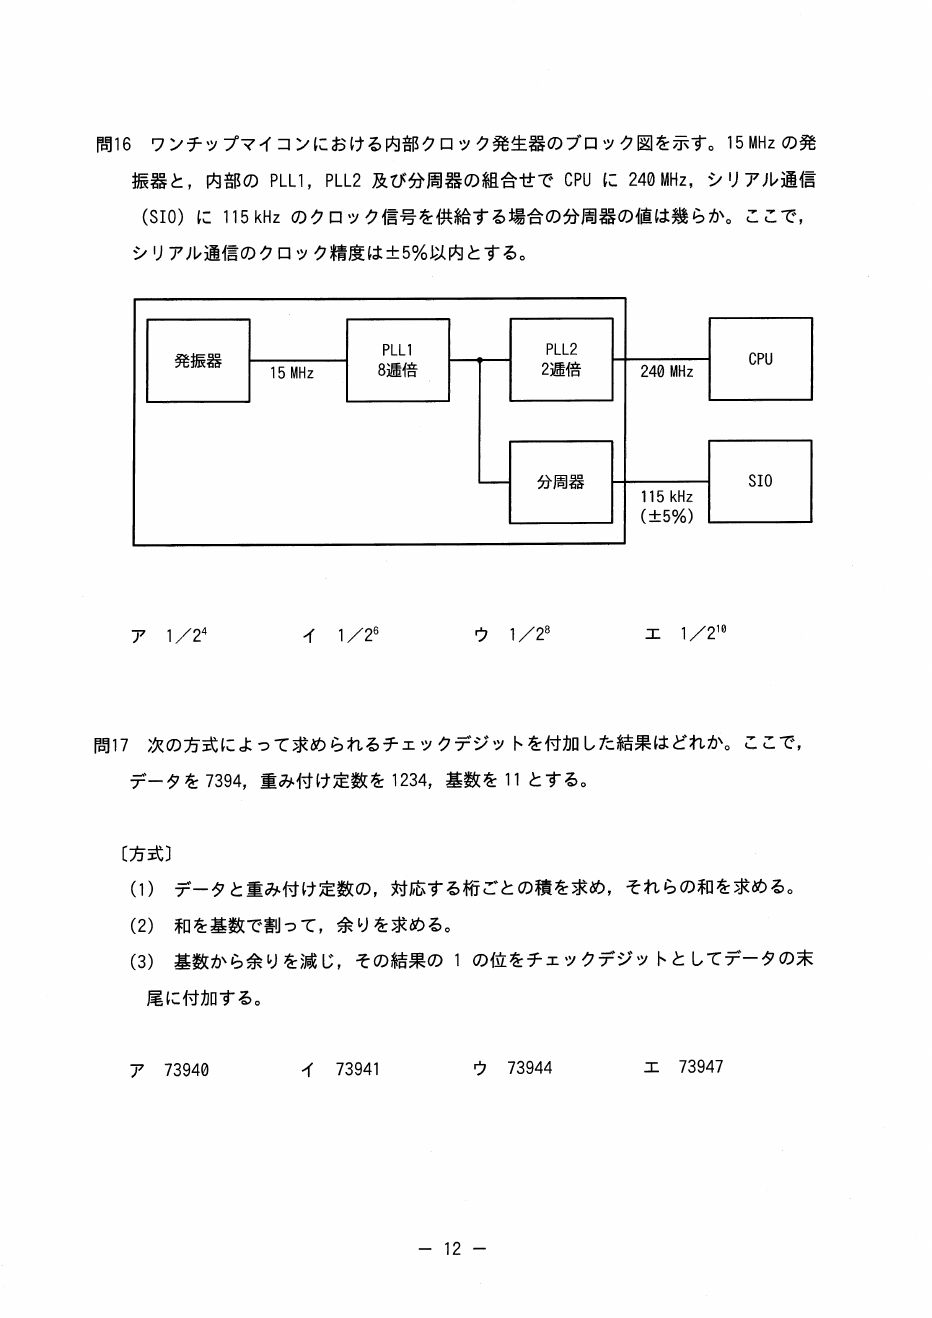 問16 ワンチップマイコンにおける内部クロック発生器のブロック図を示す。15 MHz の発
振器と，内部の PLL1，PLL2 及び分周器の組合せで CPU に 240 MHz，シリアル通信
（SIO）に 115 kHz のクロック信号を供給する場合の分周器の値は幾らか。ここで，
シリアル通信のクロック精度は±5％以内とする。
発振器
15 MHz
PLL1
8逓倍
PLL2
2逓倍
240 MHz
CPU
分周器
115 kHz
（±5％）
SIO
ア 1／2⁴ イ 1／2⁶ ウ 1／2⁸ エ 1／2¹⁰
問17 次の方式によって求められるチェックデジットを付加した結果はどれか。ここで，
データを 7394，重み付け定数を 1234，基数を 11 とする。
〔方式〕
(1) データと重み付け定数の，対応する桁ごとの積を求め，それらの和を求める。
(2) 和を基数で割って，余りを求める。
(3) 基数から余りを減じ，その結果の 1 の位をチェックデジットとしてデータの末
尾に付加する。
ア 73940 イ 73941 ウ 73944 エ 73947
－ 12 －